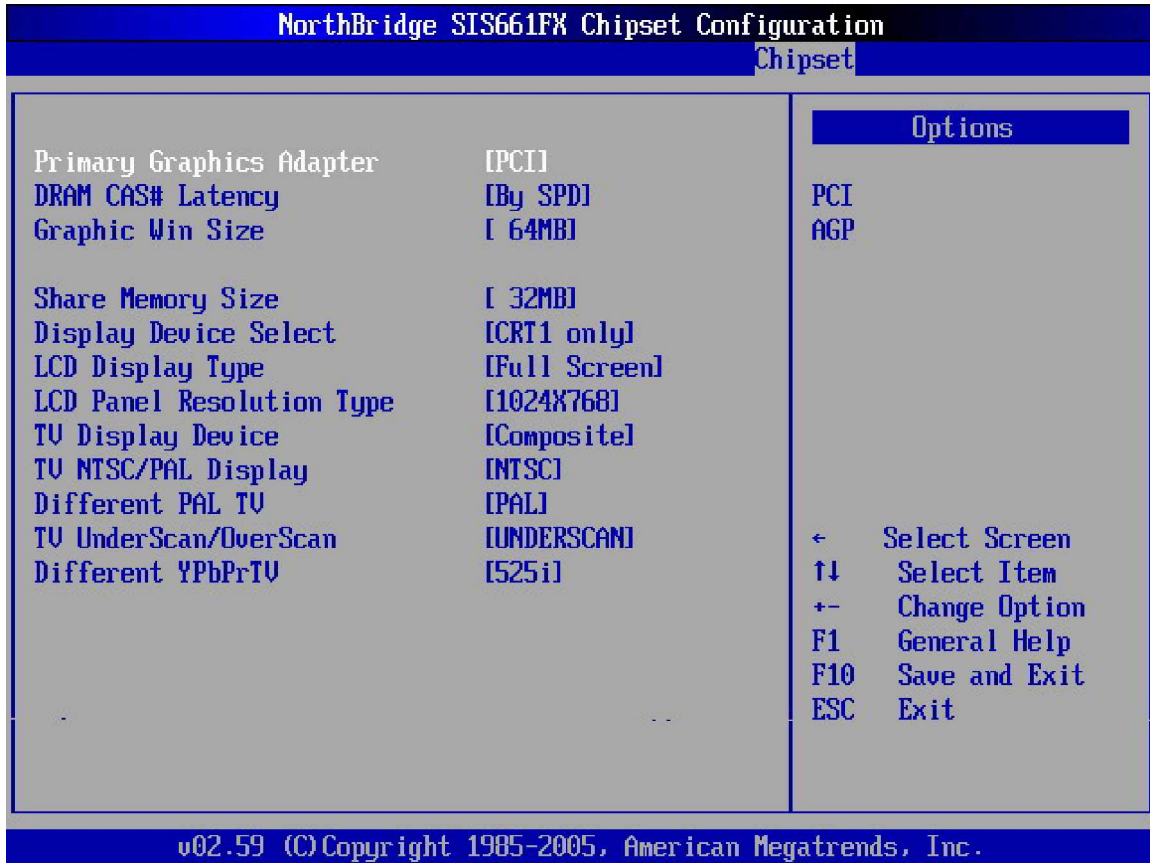 NorthBridge SIS661FX Chipset Configuration
Chipset
Primary Graphics Adapter [PCI]
DRAM CAS# Latency [By SPD]
Graphic Win Size [ 64MB]
Share Memory Size [ 32MB]
Display Device Select [CRT1 only]
LCD Display Type [Full Screen]
LCD Panel Resolution Type [1024X768]
TV Display Device [Composite]
TV NTSC/PAL Display [NTSC]
Different PAL TV [PAL]
TV UnderScan/OverScan [UNDERSCAN]
Different YPbPrTV [525i]
Options
PCI
AGP
← Select Screen
↑↓ Select Item
+- Change Option
F1 General Help
F10 Save and Exit
ESC Exit
v02.59 (C)Copyright 1985-2005, American Megatrends, Inc.